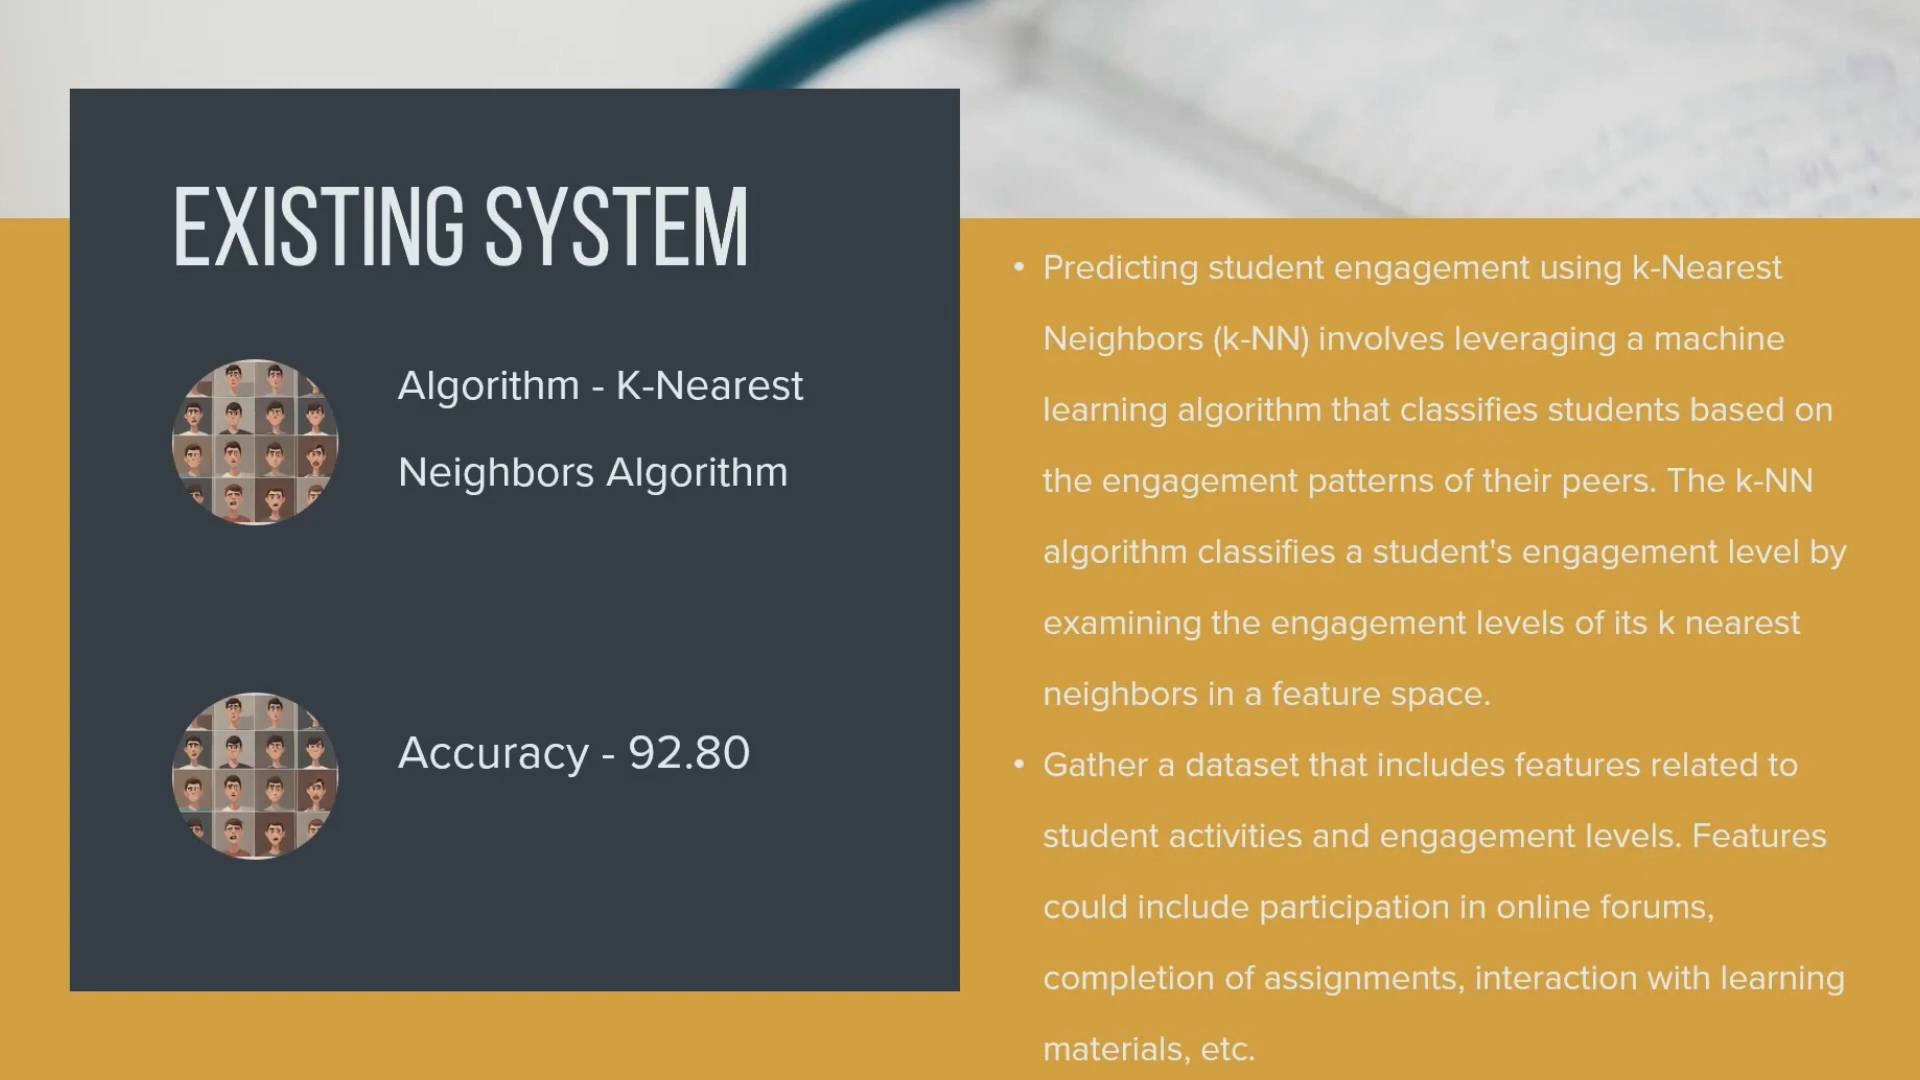 EXISTING SYSTEM
Algorithm - K-Nearest
Neighbors Algorithm
Accuracy - 92.80
• Predicting student engagement using k-Nearest
Neighbors (k-NN) involves leveraging a machine
learning algorithm that classifies students based on
the engagement patterns of their peers. The k-NN
algorithm classifies a student's engagement level by
examining the engagement levels of its k nearest
neighbors in a feature space.
• Gather a dataset that includes features related to
student activities and engagement levels. Features
could include participation in online forums,
completion of assignments, interaction with learning
materials, etc.